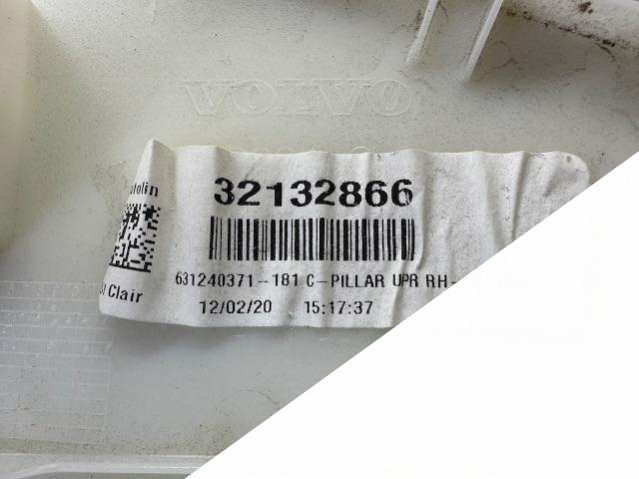 VOLVO
32132866
631240371-181 C-PILLAR UPR RH-
Clair
12/02/20 15:17:37